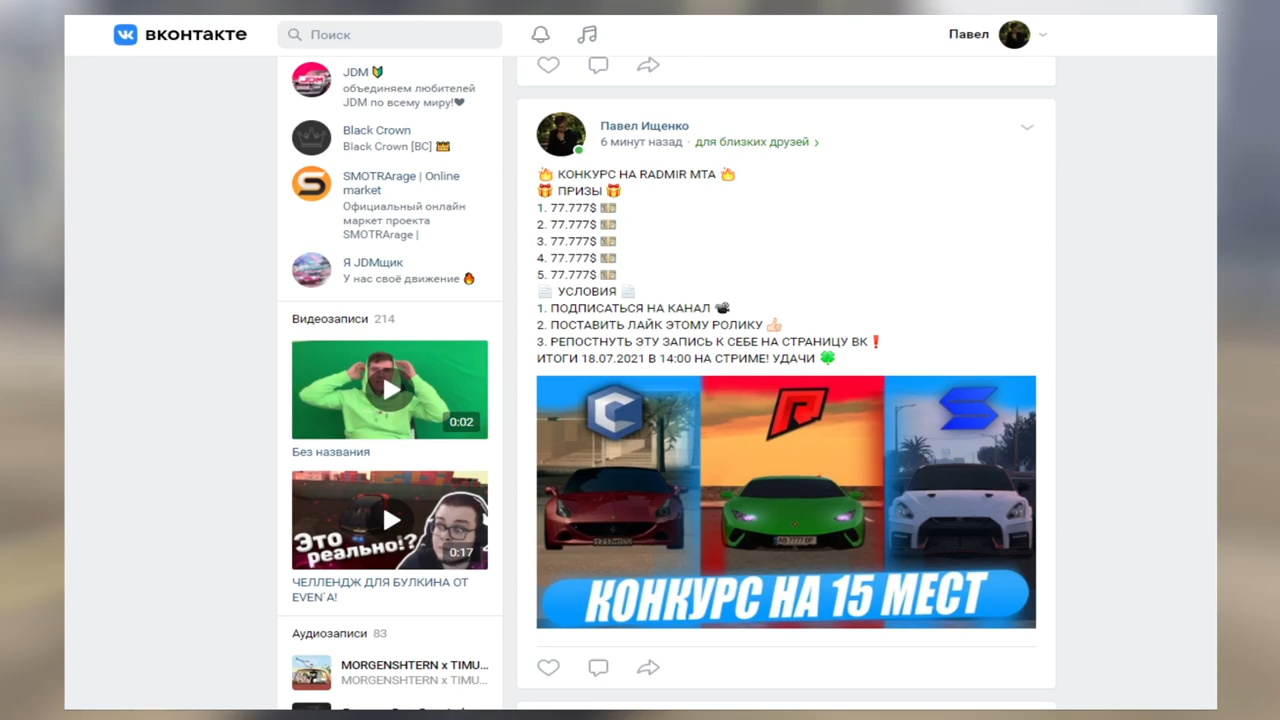 вконтакте
Поиск
Павел
JDM
объединяем любителей
JDM по всему миру!
Black Crown
Black Crown [BC]
SMOTRArage | Online
market
Официальный онлайн
маркет проекта
SMOTRArage |
Я JDMщик
У нас своё движение
Видеозаписи 214
0:02
Без названия
Это
реально!?
0:17
ЧЕЛЛЕНДЖ ДЛЯ БУЛКИНА ОТ
EVEN`A!
Аудиозаписи 83
MORGENSHTERN x TIMU...
MORGENSHTERN x TIMU...
Павел Ищенко
6 минут назад · для близких друзей ›
🔥 КОНКУРС НА RADMIR MTA 🔥
🎁 ПРИЗЫ 🎁
1. 77.777$ 💴
2. 77.777$ 💴
3. 77.777$ 💴
4. 77.777$ 💴
5. 77.777$ 💴
📄 УСЛОВИЯ 📄
1. ПОДПИСАТЬСЯ НА КАНАЛ 📽
2. ПОСТАВИТЬ ЛАЙК ЭТОМУ РОЛИКУ 👍🏻
3. РЕПОСТНУТЬ ЭТУ ЗАПИСЬ К СЕБЕ НА СТРАНИЦУ ВК❗
ИТОГИ 18.07.2021 В 14:00 НА СТРИМЕ! УДАЧИ 🍀
КОНКУРС НА 15 МЕСТ